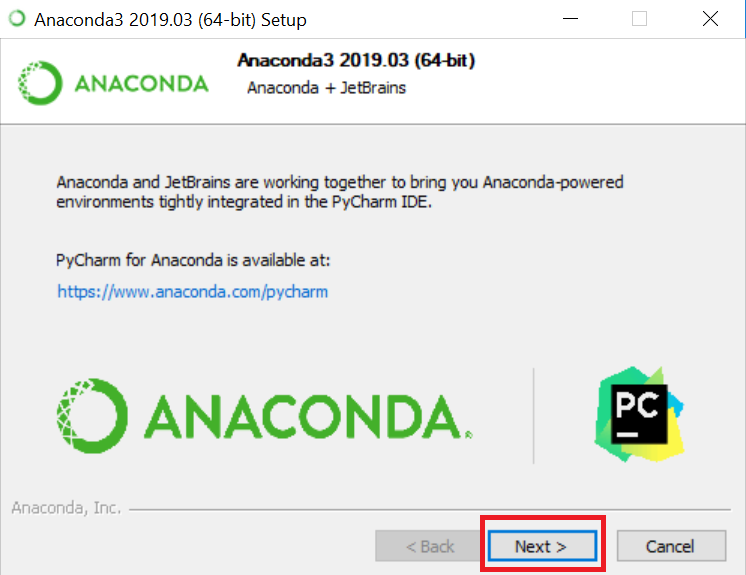 Anaconda3 2019.03 (64-bit) Setup
ANACONDA
Anaconda3 2019.03 (64-bit)
Anaconda + JetBrains
Anaconda and JetBrains are working together to bring you Anaconda-powered
environments tightly integrated in the PyCharm IDE.
PyCharm for Anaconda is available at:
https://www.anaconda.com/pycharm
ANACONDA®
PC
Anaconda, Inc.
< Back
Next >
Cancel